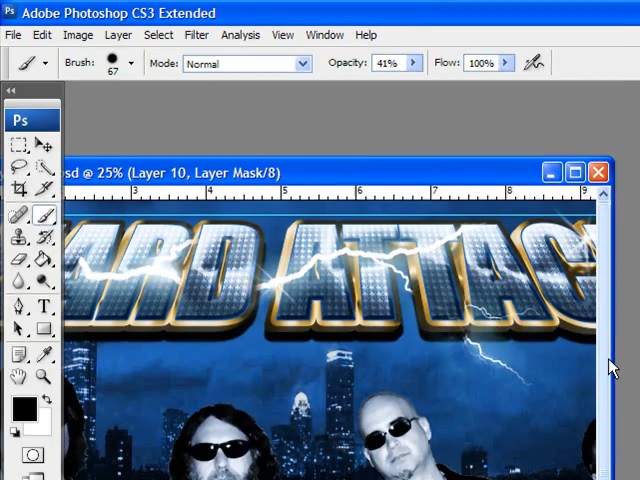 Ps Adobe Photoshop CS3 Extended
File Edit Image Layer Select Filter Analysis View Window Help
Brush: 67 Mode: Normal Opacity: 41% Flow: 100%
Ps
sd @ 25% (Layer 10, Layer Mask/8)
3 4 5 6 7 8 9
ARD ATTAC
T